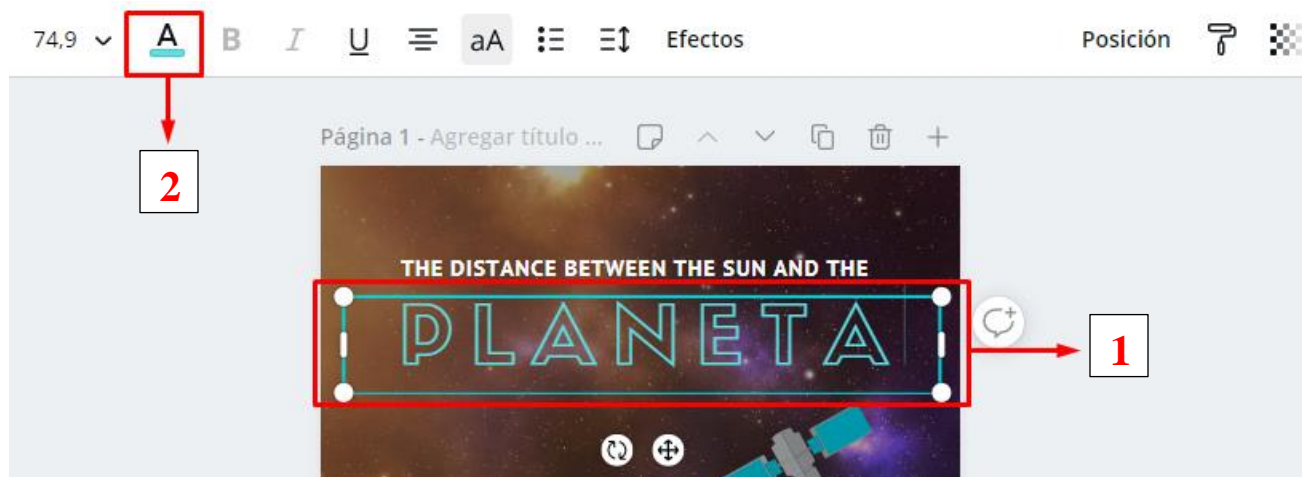 74,9 A B I U aA Efectos Posición
2
Página 1 - Agregar título ...
THE DISTANCE BETWEEN THE SUN AND THE
PLANETA
1